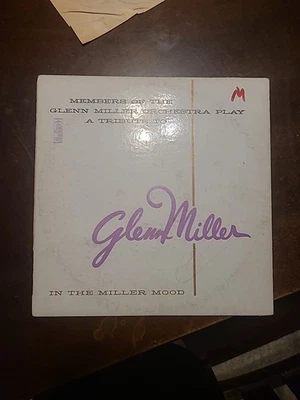 M
MEMBERS OF THE
GLENN MILLER ORCHESTRA PLAY
A TRIBUTE TO
Glenn Miller
IN THE MILLER MOOD